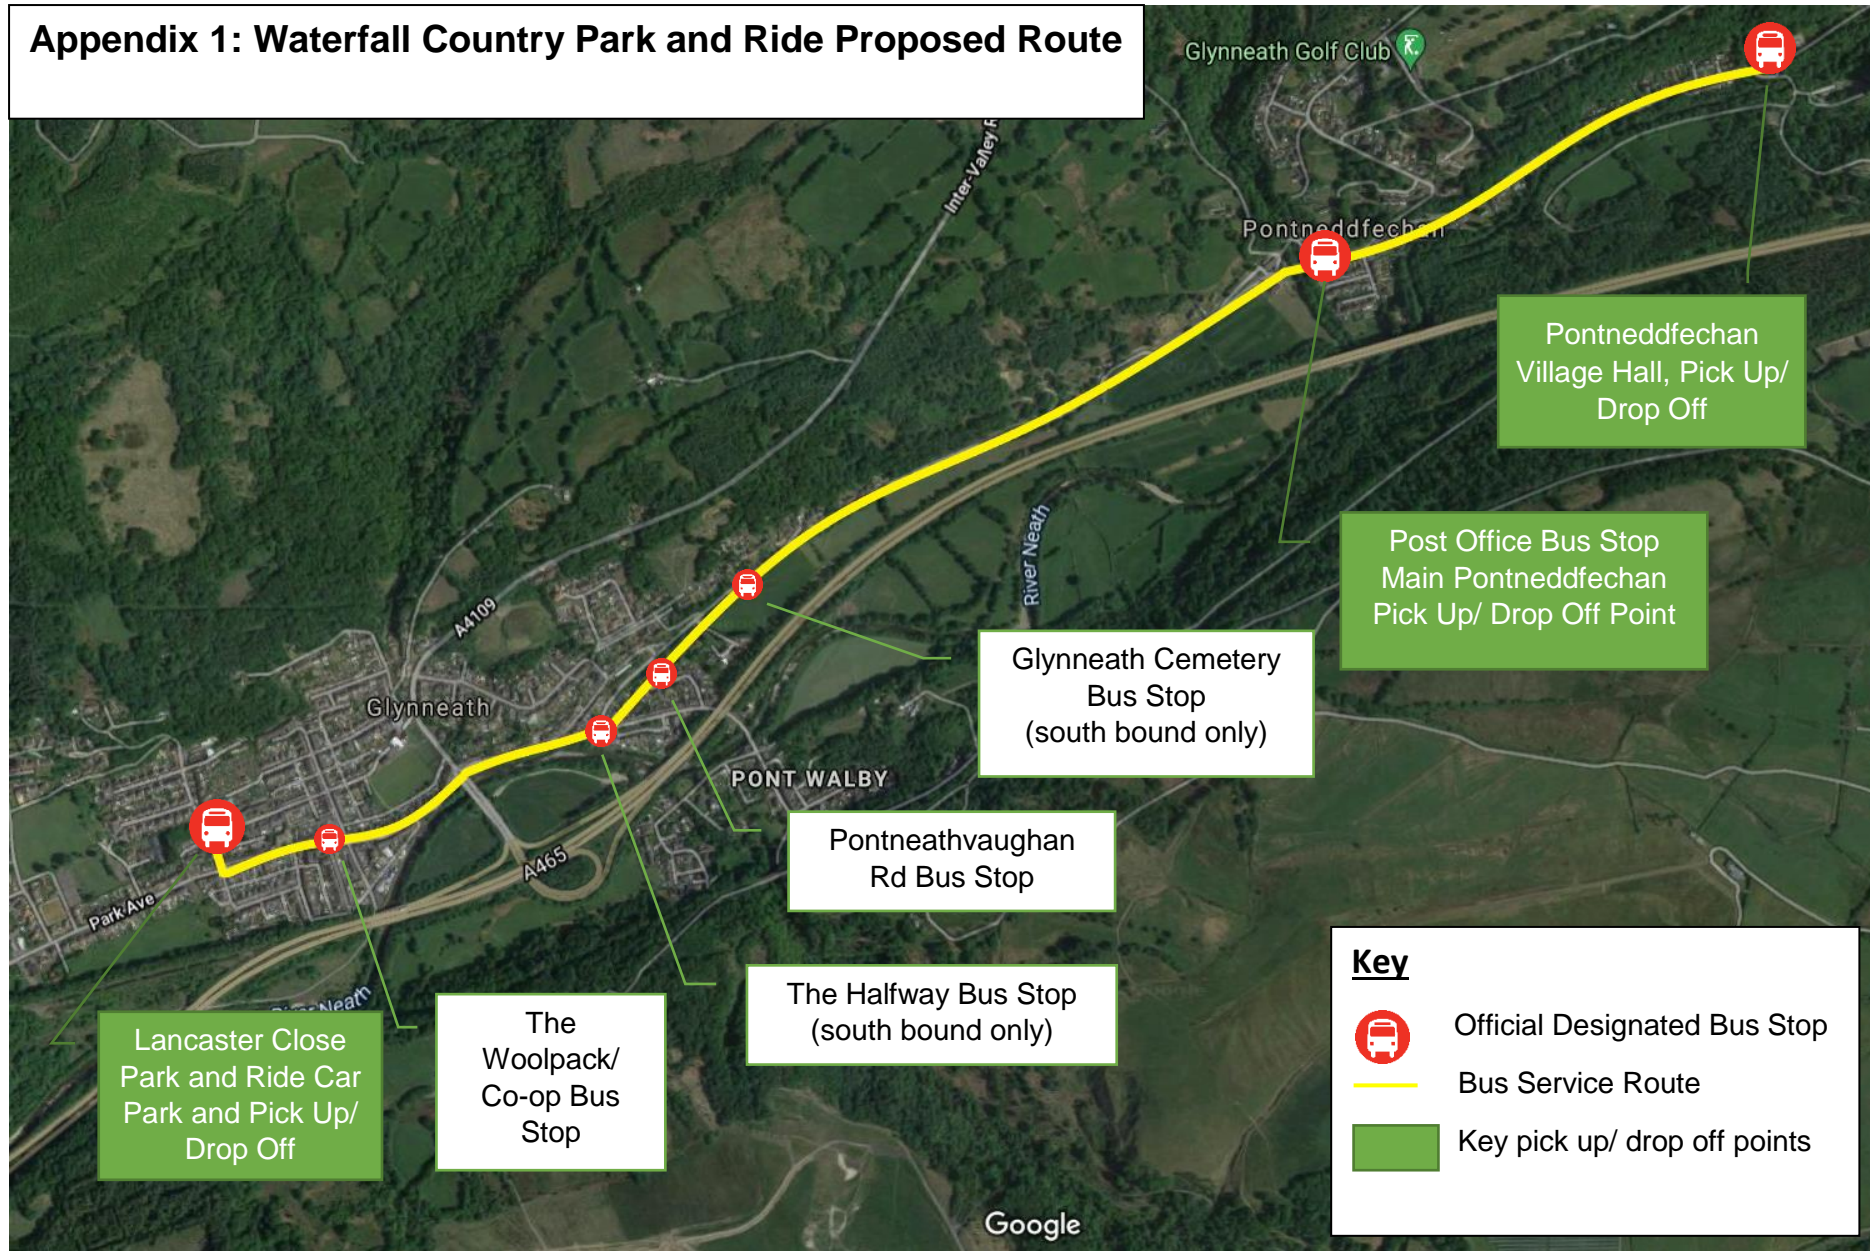 Appendix 1: Waterfall Country Park and Ride Proposed Route
Glynneath Golf Club
Inter-Valley R
Pontneddfechan
Pontneddfechan
Village Hall, Pick Up/
Drop Off
River Neath
Post Office Bus Stop
Main Pontneddfechan
Pick Up/ Drop Off Point
A4109
Glynneath Cemetery
Bus Stop
(south bound only)
Glynneath
PONT WALBY
Pontneathvaughan
Rd Bus Stop
A465
Park Ave
The Halfway Bus Stop
(south bound only)
River Neath
Lancaster Close
Park and Ride Car
Park and Pick Up/
Drop Off
The
Woolpack/
Co-op Bus
Stop
Key
Official Designated Bus Stop
Bus Service Route
Key pick up/ drop off points
Google